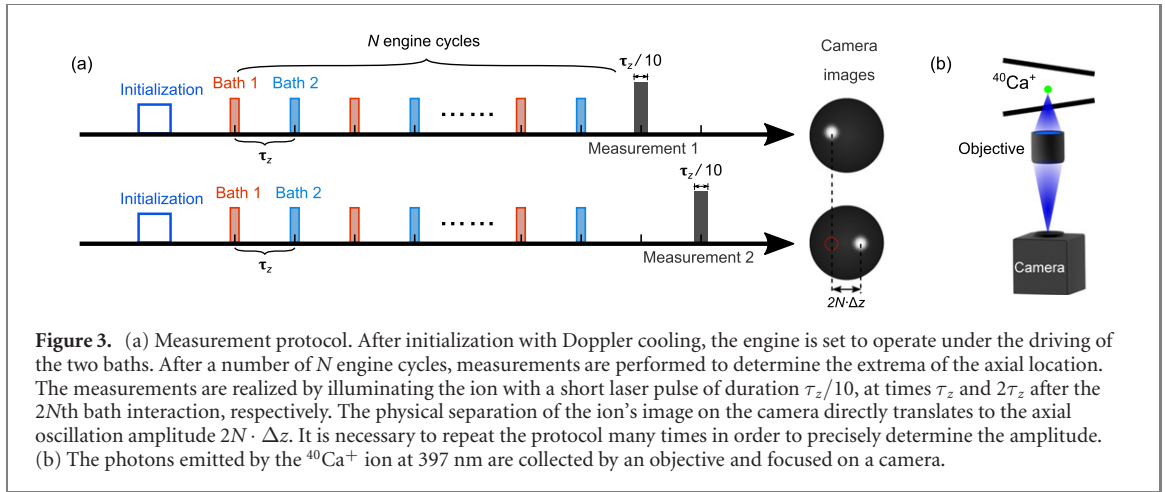 N engine cycles
(a)
Initialization
Bath 1
Bath 2
......
τz/10
τz
Measurement 1
Camera
images
(b)
40Ca+
Objective
Camera
Initialization
Bath 1
Bath 2
......
τz/10
τz
Measurement 2
2N·Δz
Figure 3. (a) Measurement protocol. After initialization with Doppler cooling, the engine is set to operate under the driving of
the two baths. After a number of N engine cycles, measurements are performed to determine the extrema of the axial location.
The measurements are realized by illuminating the ion with a short laser pulse of duration τz/10, at times τz and 2τz after the
2Nth bath interaction, respectively. The physical separation of the ion's image on the camera directly translates to the axial
oscillation amplitude 2N · Δz. It is necessary to repeat the protocol many times in order to precisely determine the amplitude.
(b) The photons emitted by the 40Ca+ ion at 397 nm are collected by an objective and focused on a camera.